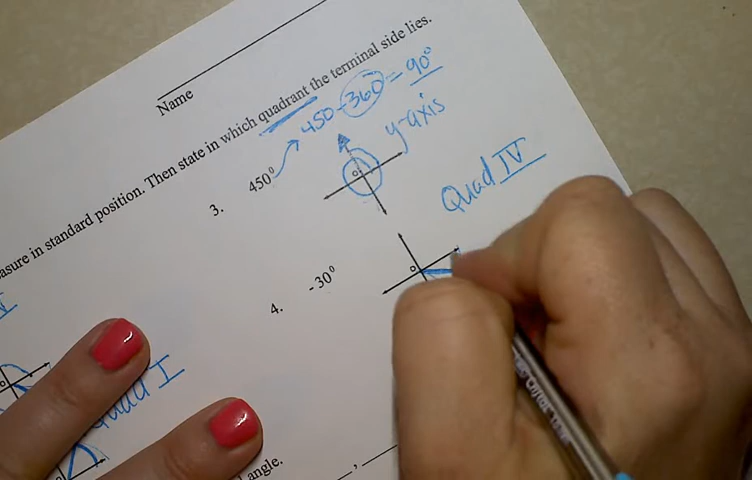 Name
asure in standard position. Then state in which quadrant the terminal side lies.
3. 450° 450 - 360 = 90°
y-axis
4. -30° Quad IV
Quad I
angle.